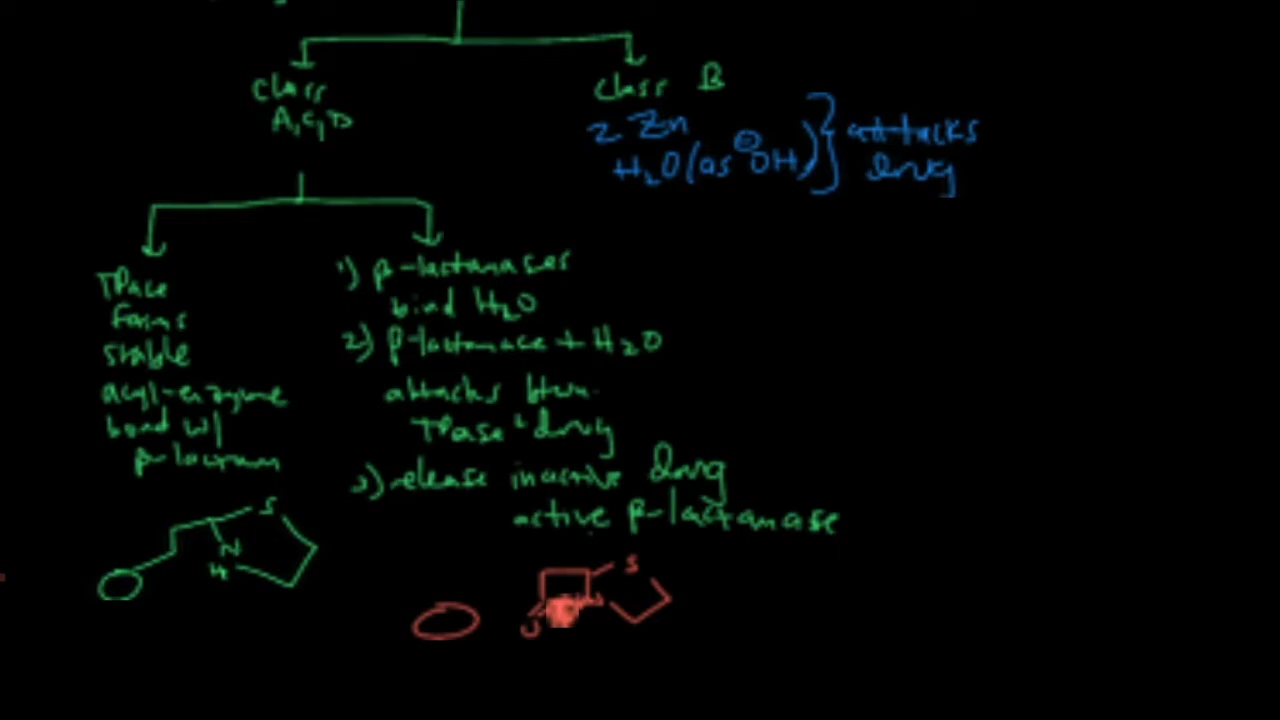 Class
A, C, D
Class B
2 Zn
H₂O (as ⊖OH)
attacks
drug
TPase
forms
stable
acyl-enzyme
bond w/
β-lactam
1) β-lactamases
bind H₂O
2) β-lactamase + H₂O
attacks btwn
TPase + drug
3) release inactive drug
active β-lactamase
S
N
H
S
O